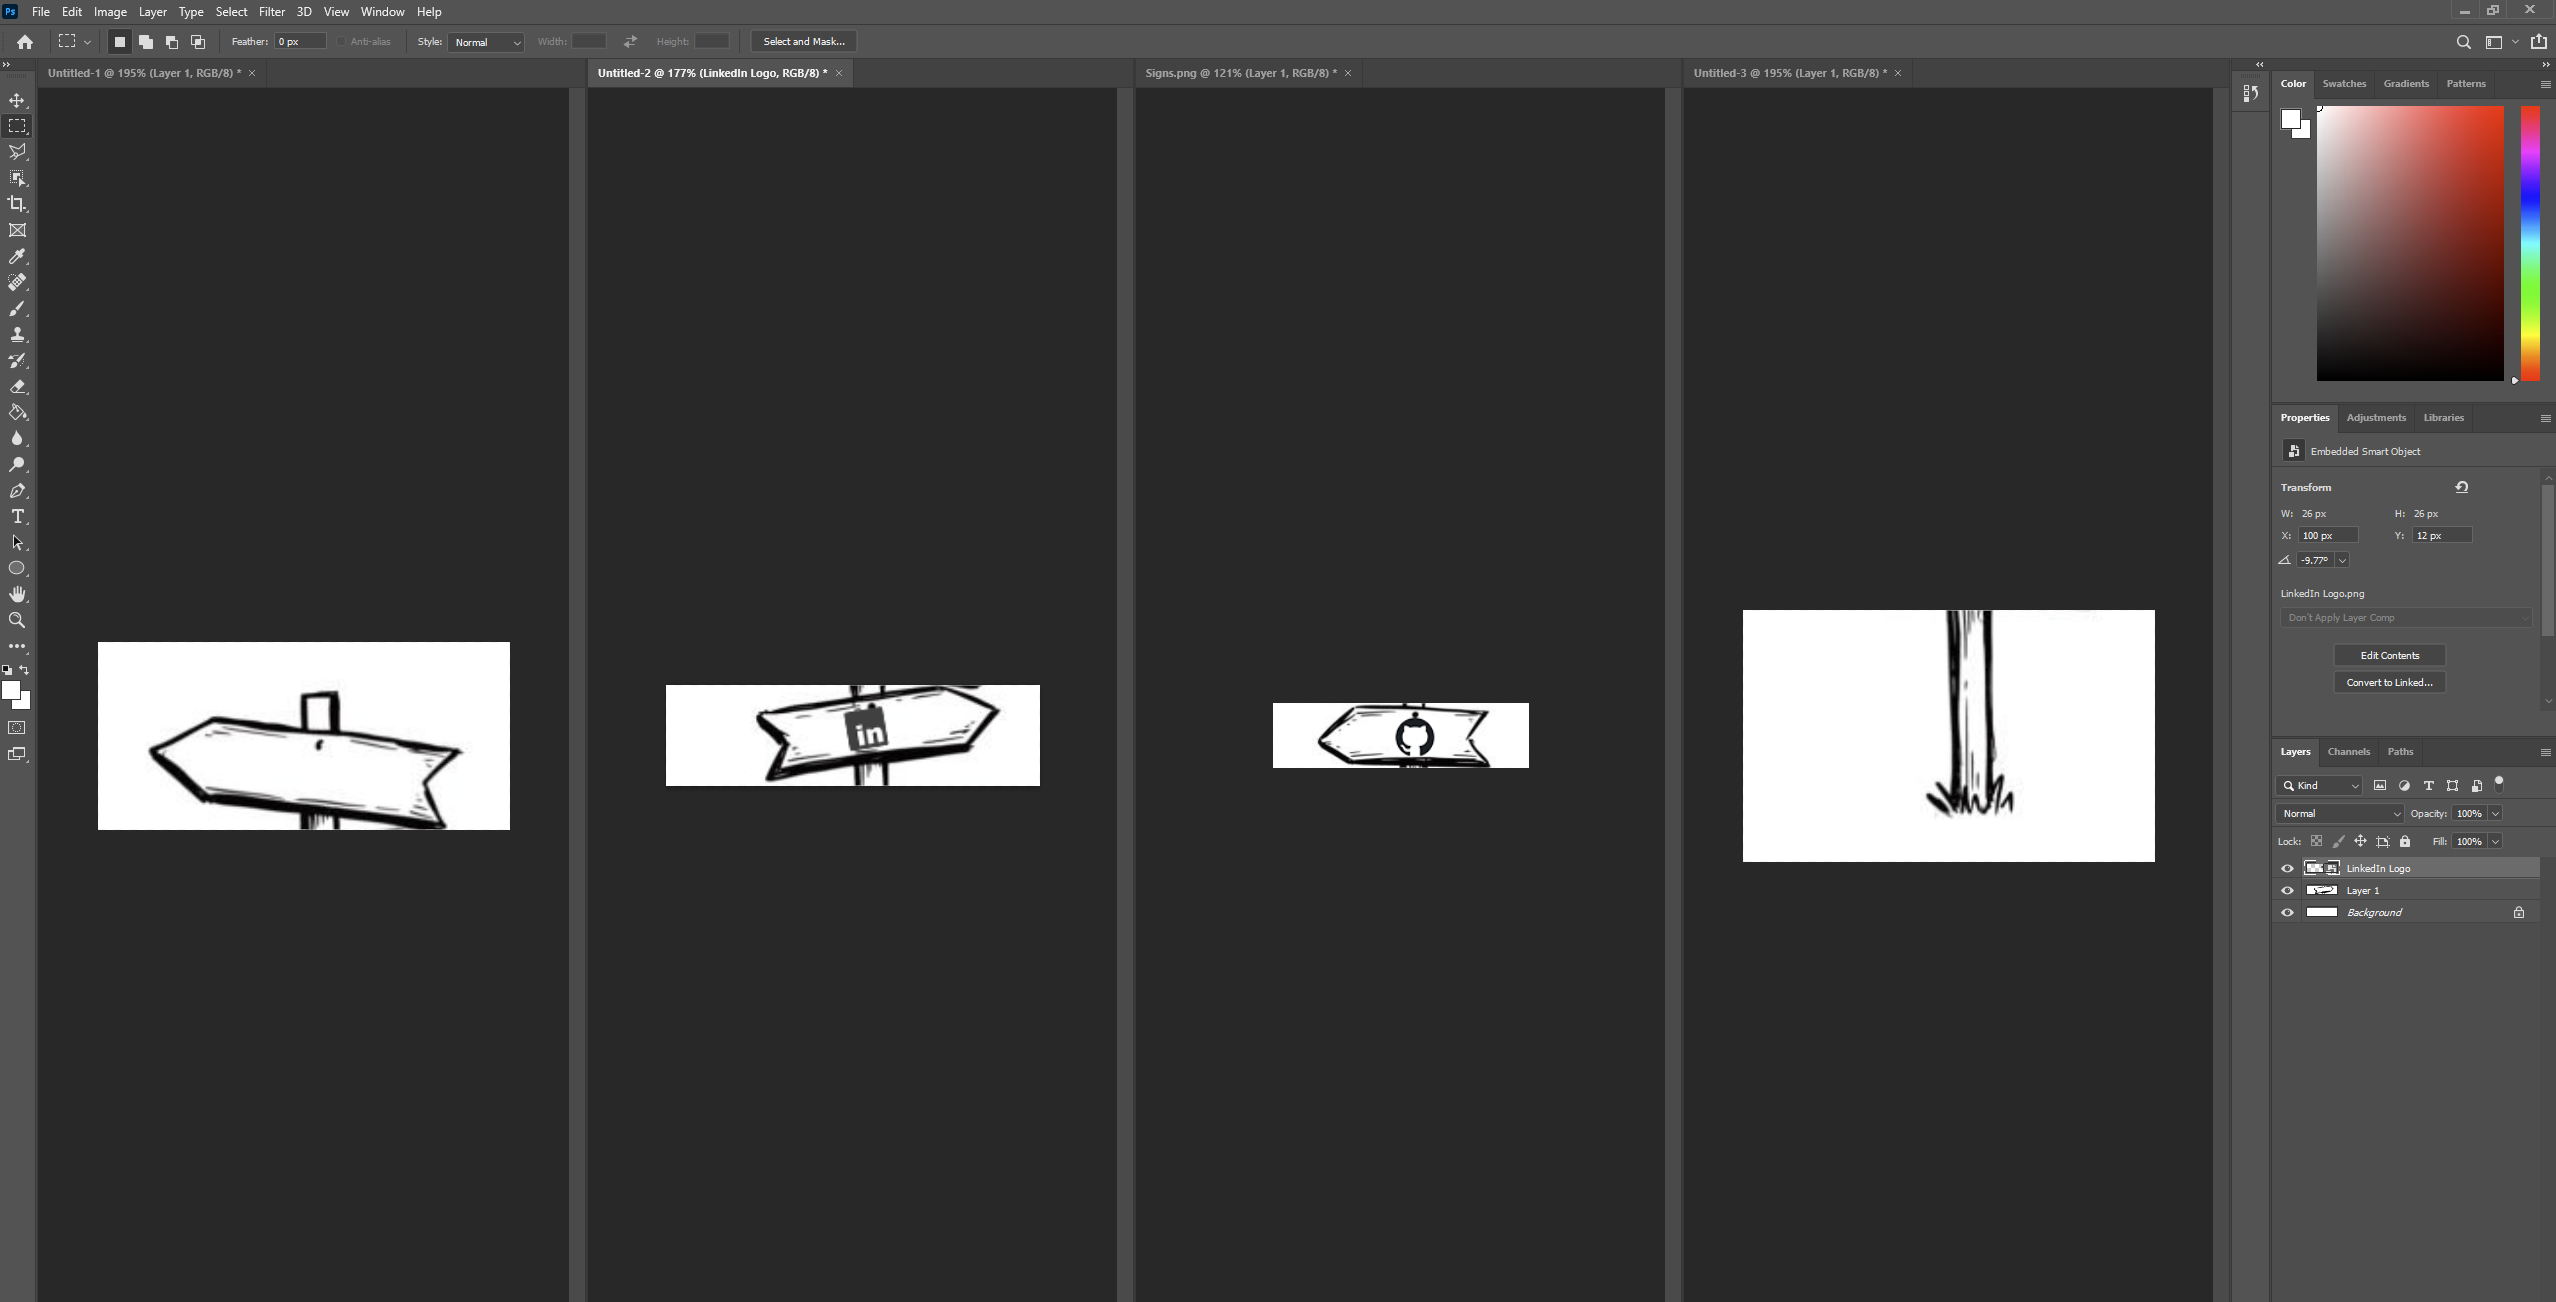 Ps File Edit Image Layer Type Select Filter 3D View Window Help
Feather: 0 px Anti-alias Style: Normal Width: Height: Select and Mask...
Untitled-1 @ 195% (Layer 1, RGB/8) * × Untitled-2 @ 177% (LinkedIn Logo, RGB/8) * × Signs.png @ 121% (Layer 1, RGB/8) * × Untitled-3 @ 195% (Layer 1, RGB/8) * ×
in
Color Swatches Gradients Patterns
Properties Adjustments Libraries
Embedded Smart Object
Transform
W: 26 px H: 26 px
X: 100 px Y: 12 px
-9.77°
LinkedIn Logo.png
Don't Apply Layer Comp
Edit Contents
Convert to Linked...
Layers Channels Paths
Kind
Normal Opacity: 100%
Lock: Fill: 100%
LinkedIn Logo
Layer 1
Background